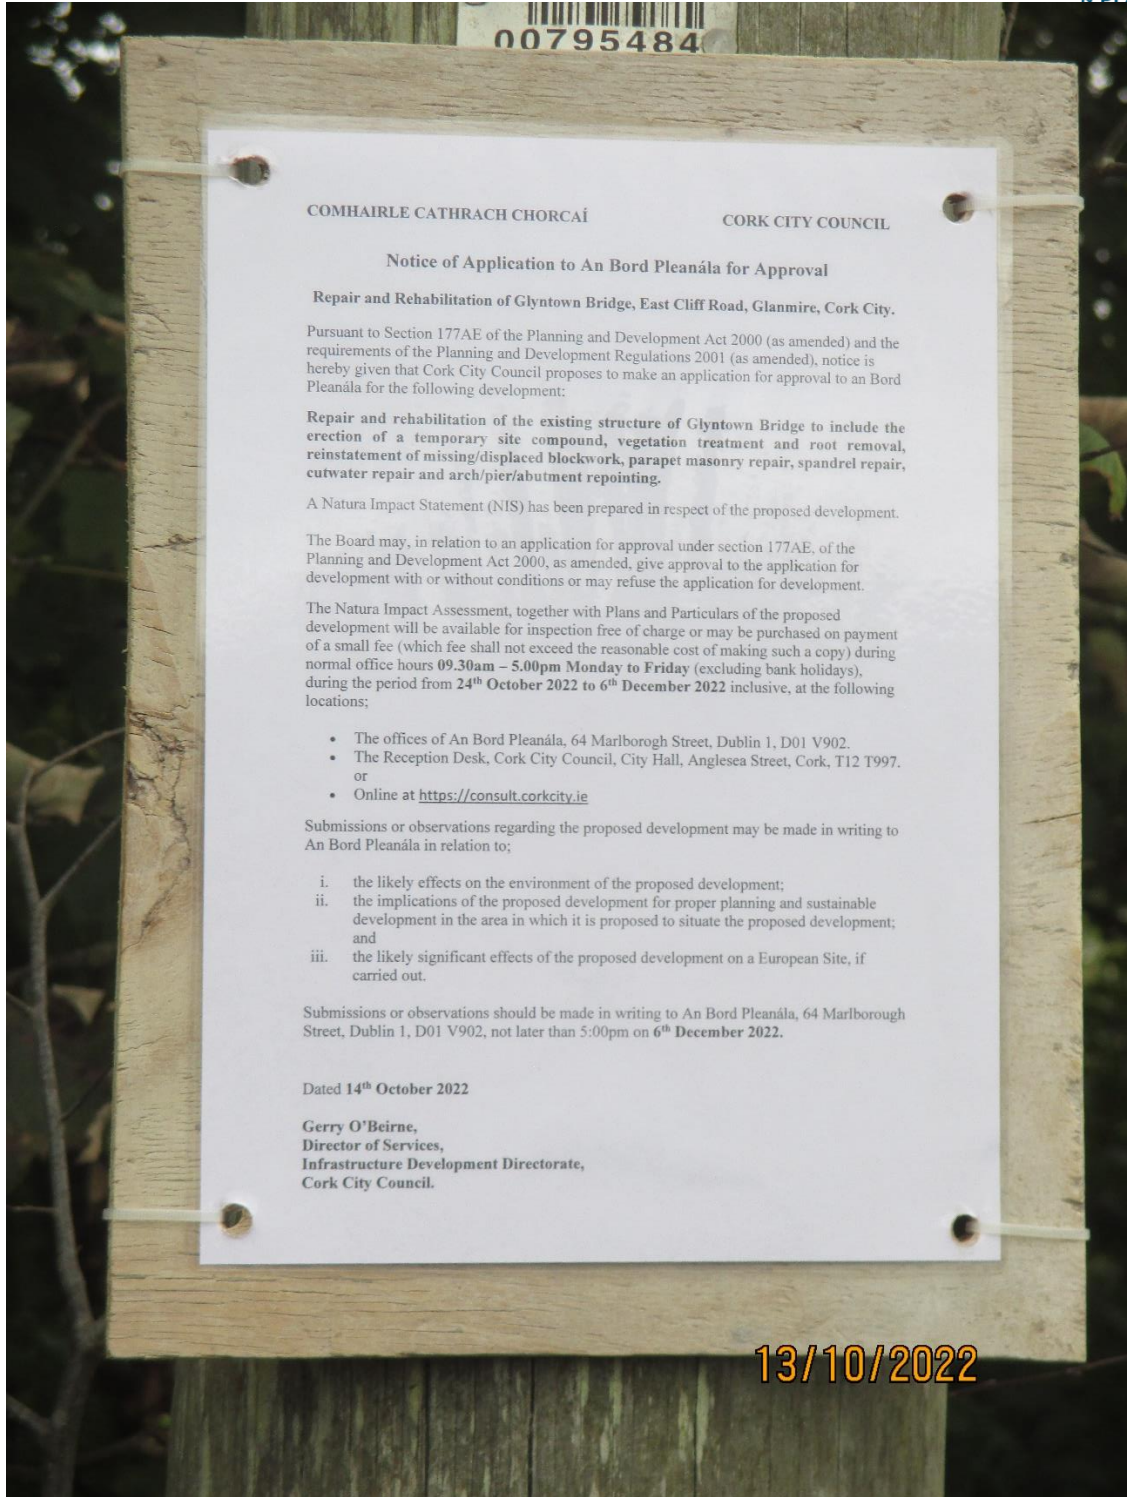 00795484
COMHAIRLE CATHRACH CHORCAÍ CORK CITY COUNCIL
Notice of Application to An Bord Pleanála for Approval
Repair and Rehabilitation of Glyntown Bridge, East Cliff Road, Glanmire, Cork City.
Pursuant to Section 177AE of the Planning and Development Act 2000 (as amended) and the
requirements of the Planning and Development Regulations 2001 (as amended), notice is
hereby given that Cork City Council proposes to make an application for approval to an Bord
Pleanála for the following development:
Repair and rehabilitation of the existing structure of Glyntown Bridge to include the
erection of a temporary site compound, vegetation treatment and root removal,
reinstatement of missing/displaced blockwork, parapet masonry repair, spandrel repair,
cutwater repair and arch/pier/abutment repointing.
A Natura Impact Statement (NIS) has been prepared in respect of the proposed development.
The Board may, in relation to an application for approval under section 177AE, of the
Planning and Development Act 2000, as amended, give approval to the application for
development with or without conditions or may refuse the application for development.
The Natura Impact Assessment, together with Plans and Particulars of the proposed
development will be available for inspection free of charge or may be purchased on payment
of a small fee (which fee shall not exceed the reasonable cost of making such a copy) during
normal office hours 09.30am – 5.00pm Monday to Friday (excluding bank holidays),
during the period from 24th October 2022 to 6th December 2022 inclusive, at the following
locations;
• The offices of An Bord Pleanála, 64 Marlborogh Street, Dublin 1, D01 V902.
• The Reception Desk, Cork City Council, City Hall, Anglesea Street, Cork, T12 T997.
or
• Online at https://consult.corkcity.ie
Submissions or observations regarding the proposed development may be made in writing to
An Bord Pleanála in relation to;
i. the likely effects on the environment of the proposed development;
ii. the implications of the proposed development for proper planning and sustainable
development in the area in which it is proposed to situate the proposed development;
and
iii. the likely significant effects of the proposed development on a European Site, if
carried out.
Submissions or observations should be made in writing to An Bord Pleanála, 64 Marlborough
Street, Dublin 1, D01 V902, not later than 5:00pm on 6th December 2022.
Dated 14th October 2022
Gerry O'Beirne,
Director of Services,
Infrastructure Development Directorate,
Cork City Council.
13/10/2022